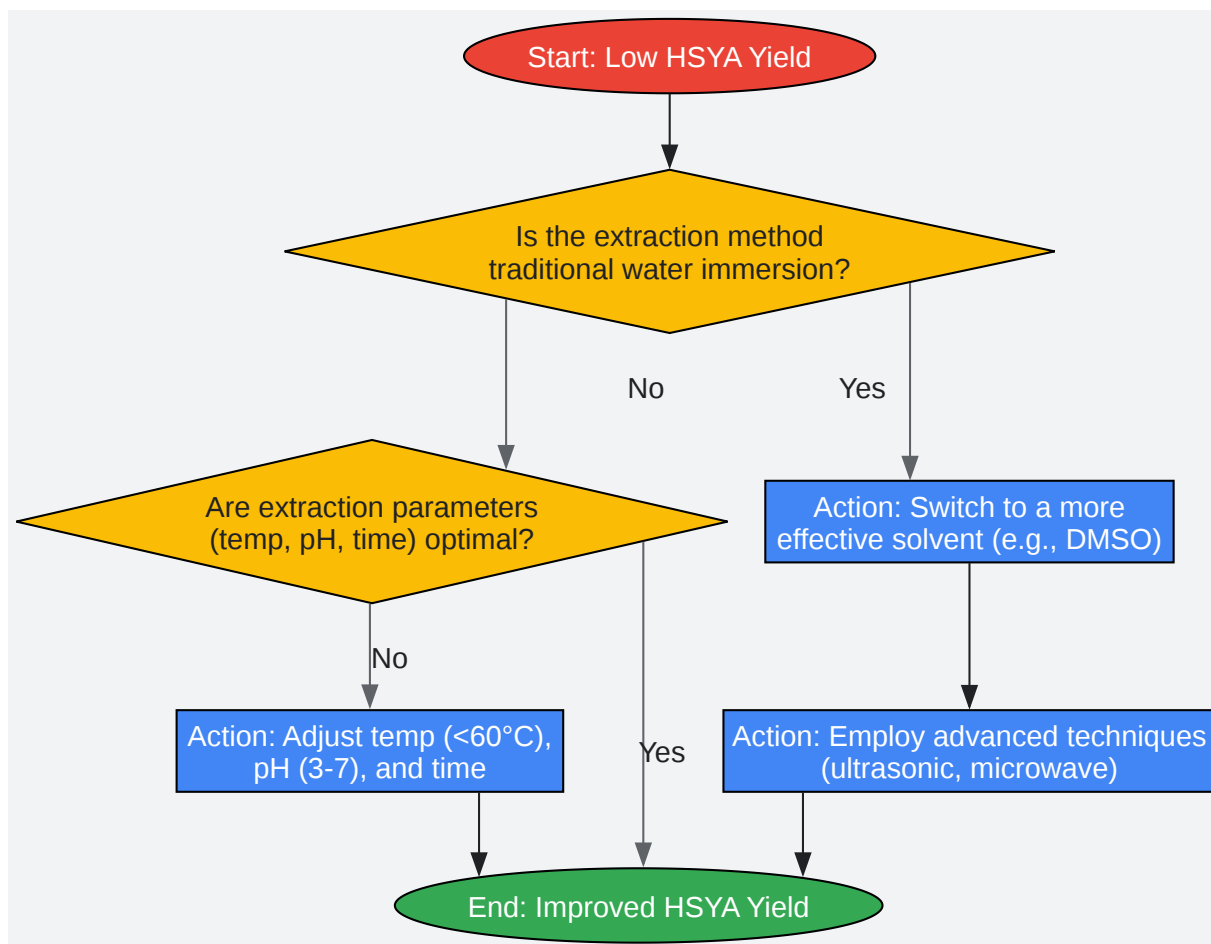 Start: Low HSYA Yield
Is the extraction method
traditional water immersion?
No
Yes
Are extraction parameters
(temp, pH, time) optimal?
Action: Switch to a more
effective solvent (e.g., DMSO)
No
Yes
Action: Adjust temp (<60°C),
pH (3-7), and time
Action: Employ advanced techniques
(ultrasonic, microwave)
End: Improved HSYA Yield